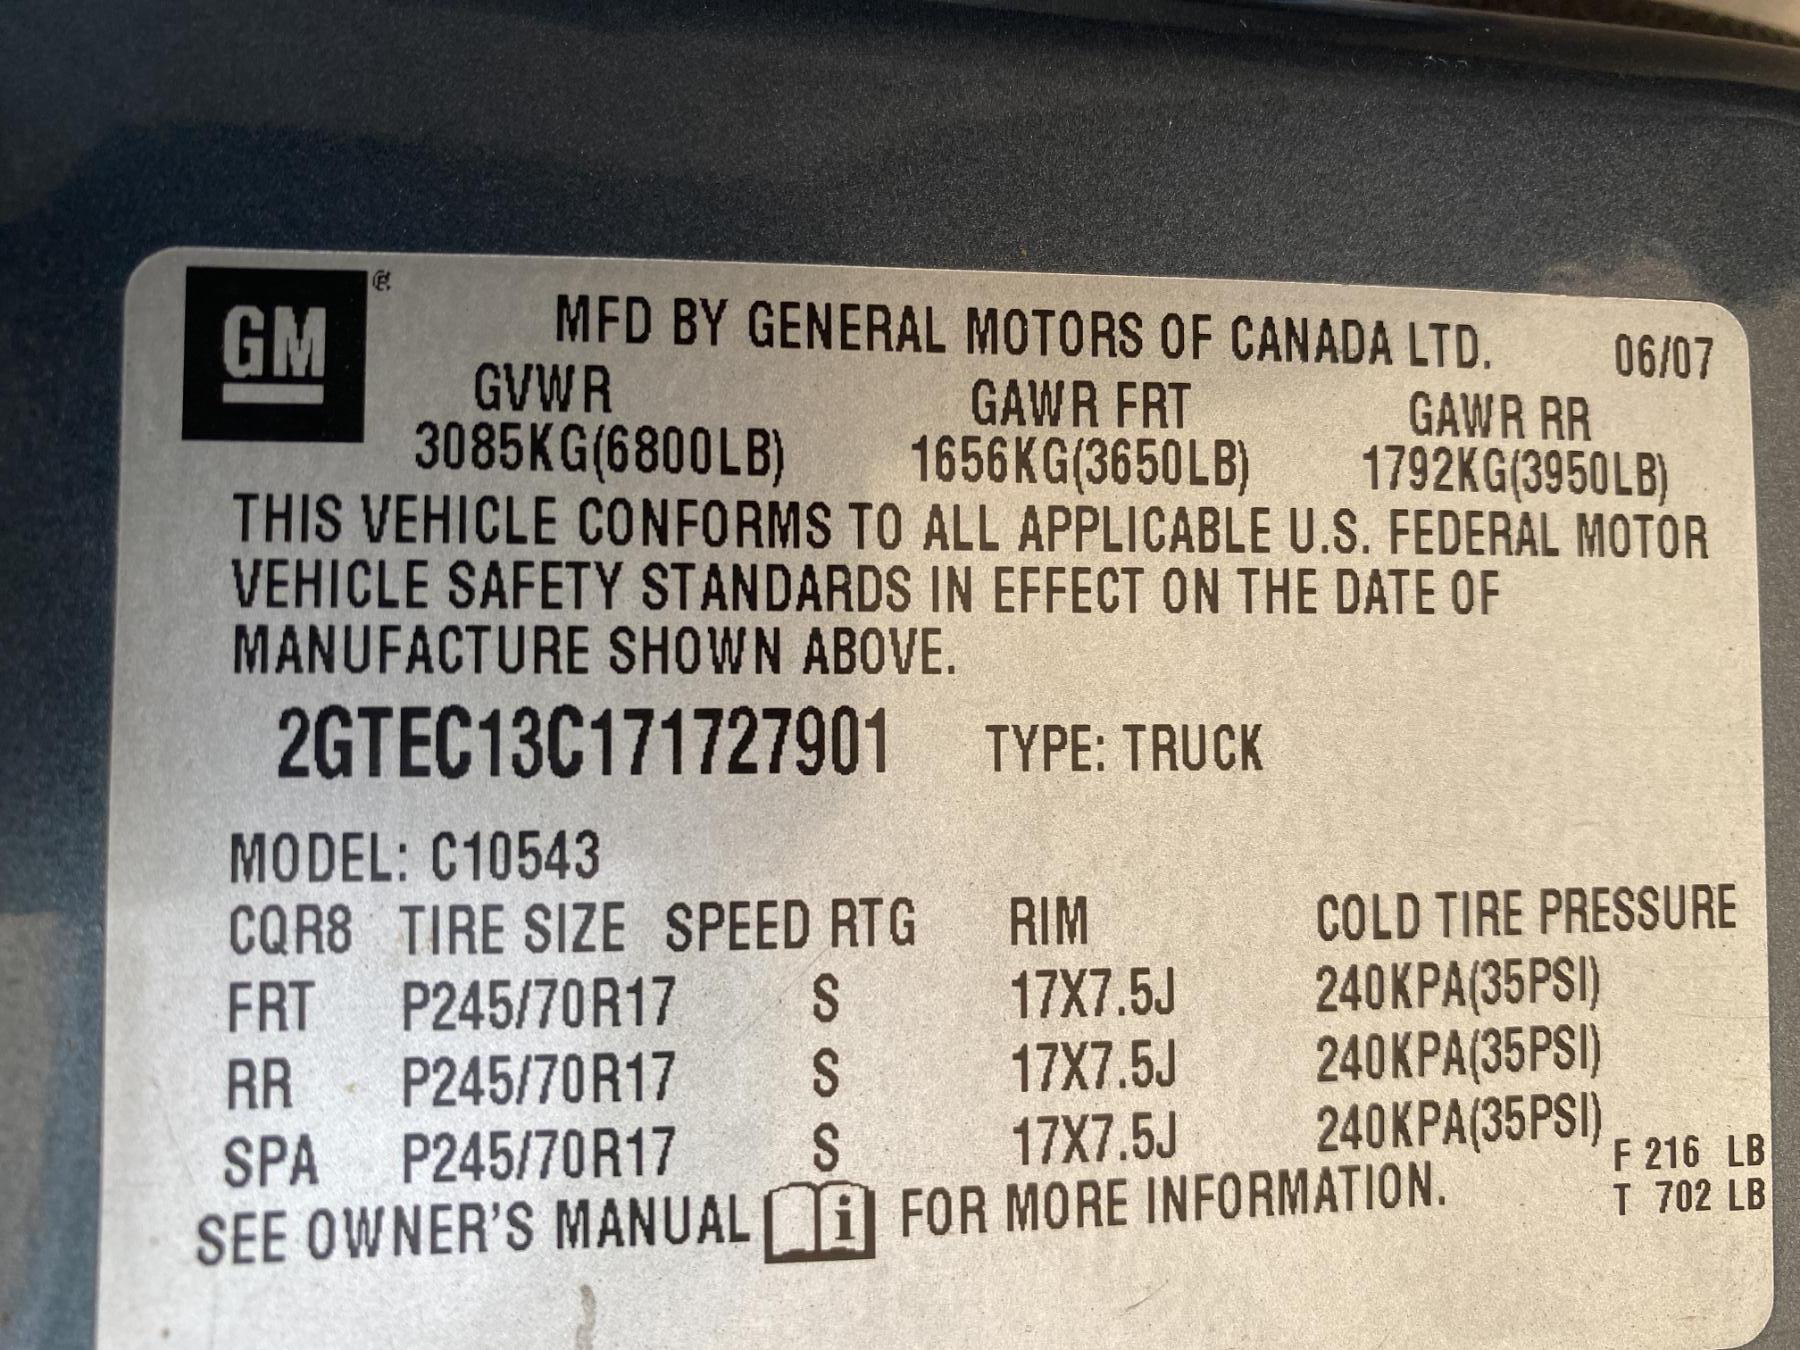 GM
MFD BY GENERAL MOTORS OF CANADA LTD. 06/07
GVWR GAWR FRT GAWR RR
3085KG(6800LB) 1656KG(3650LB) 1792KG(3950LB)
THIS VEHICLE CONFORMS TO ALL APPLICABLE U.S. FEDERAL MOTOR
VEHICLE SAFETY STANDARDS IN EFFECT ON THE DATE OF
MANUFACTURE SHOWN ABOVE.
2GTEC13C171727901 TYPE: TRUCK
MODEL: C10543
CQR8 TIRE SIZE SPEED RTG RIM COLD TIRE PRESSURE
FRT P245/70R17 S 17X7.5J 240KPA(35PSI)
RR P245/70R17 S 17X7.5J 240KPA(35PSI)
SPA P245/70R17 S 17X7.5J 240KPA(35PSI)
F 216 LB
T 702 LB
SEE OWNER'S MANUAL i FOR MORE INFORMATION.